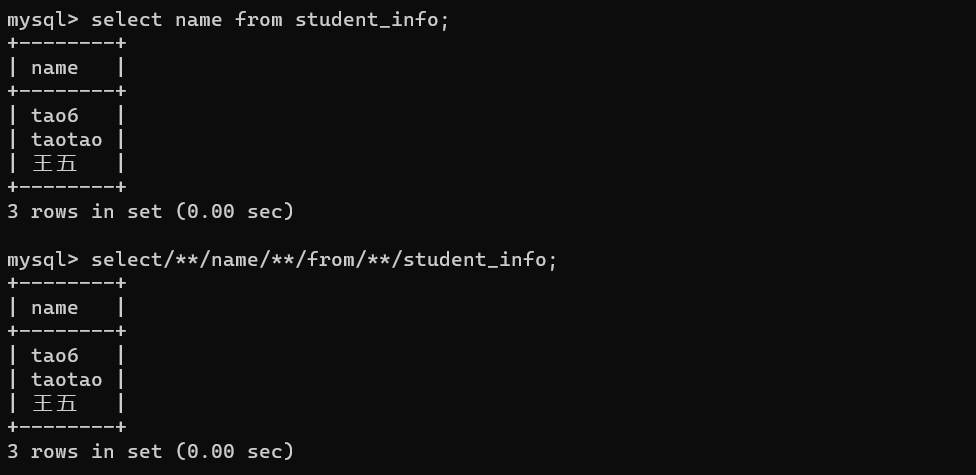 mysql> select name from student_info;
+--------+
| name   |
+--------+
| tao6   |
| taotao |
| 王五   |
+--------+
3 rows in set (0.00 sec)

mysql> select/**/name/**/from/**/student_info;
+--------+
| name   |
+--------+
| tao6   |
| taotao |
| 王五   |
+--------+
3 rows in set (0.00 sec)